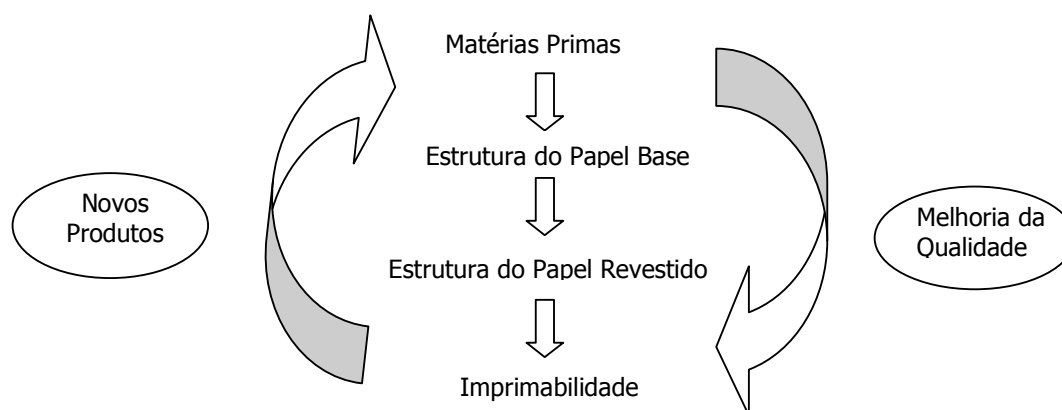 Matérias Primas
Estrutura do Papel Base
Novos
Produtos
Melhoria da
Qualidade
Estrutura do Papel Revestido
Imprimabilidade